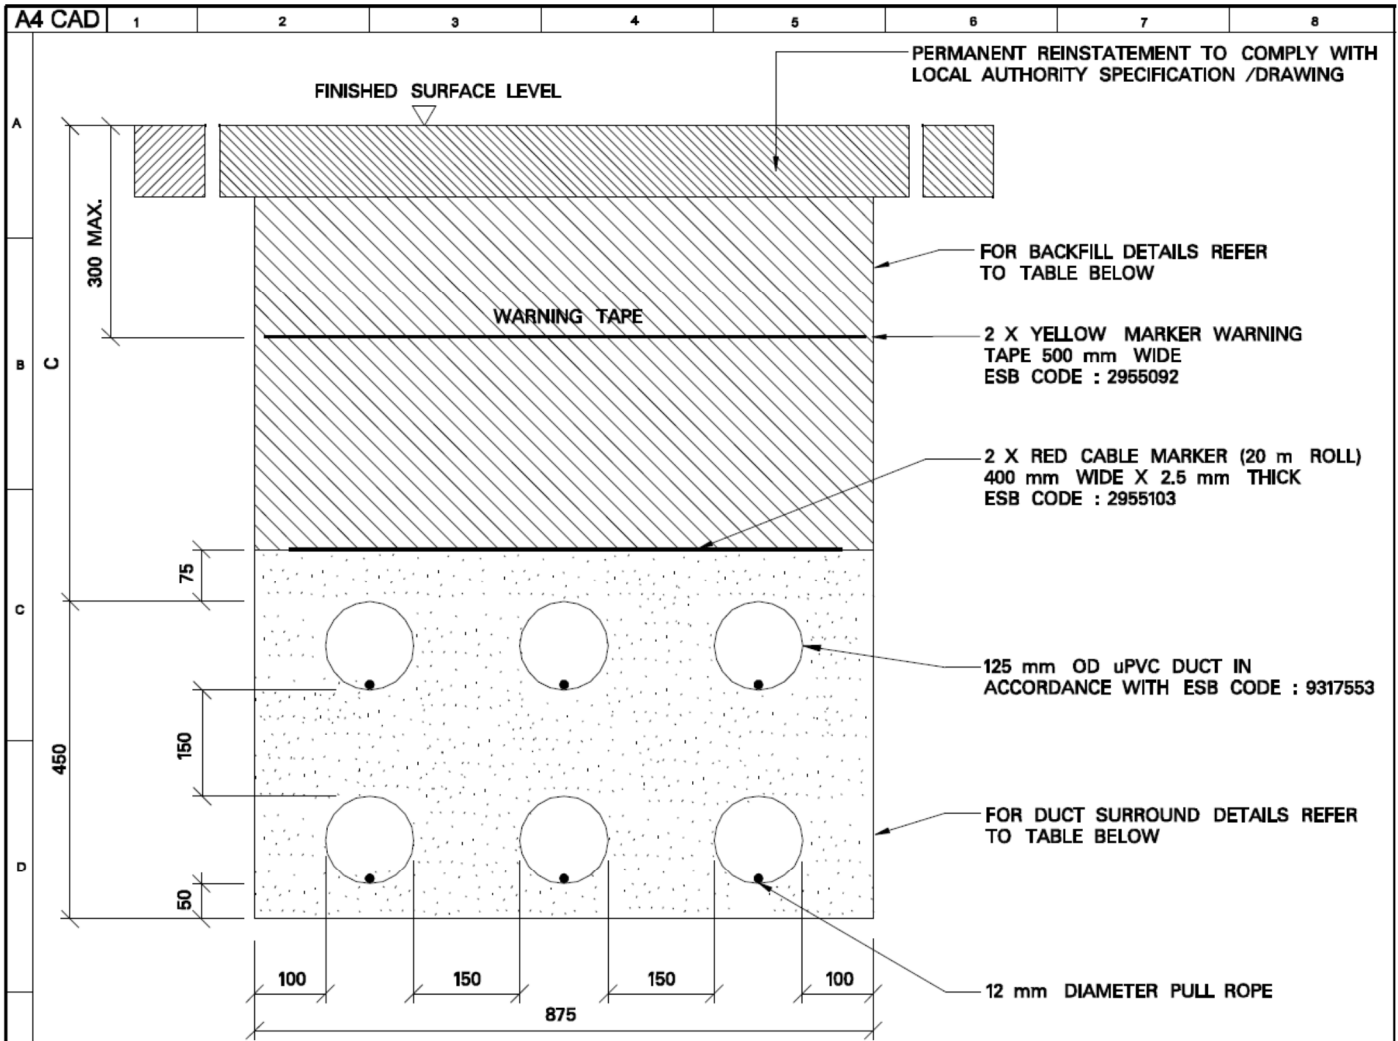 A4 CAD 1 2 3 4 5 6 7 8
PERMANENT REINSTATEMENT TO COMPLY WITH
LOCAL AUTHORITY SPECIFICATION /DRAWING
FINISHED SURFACE LEVEL
A
300 MAX.
FOR BACKFILL DETAILS REFER
TO TABLE BELOW
WARNING TAPE
2 X YELLOW MARKER WARNING
TAPE 500 mm WIDE
ESB CODE : 2955092
B
C
2 X RED CABLE MARKER (20 m ROLL)
400 mm WIDE X 2.5 mm THICK
ESB CODE : 2955103
75
C
125 mm OD uPVC DUCT IN
ACCORDANCE WITH ESB CODE : 9317553
150
450
FOR DUCT SURROUND DETAILS REFER
TO TABLE BELOW
D
50
100 150 150 100
12 mm DIAMETER PULL ROPE
875